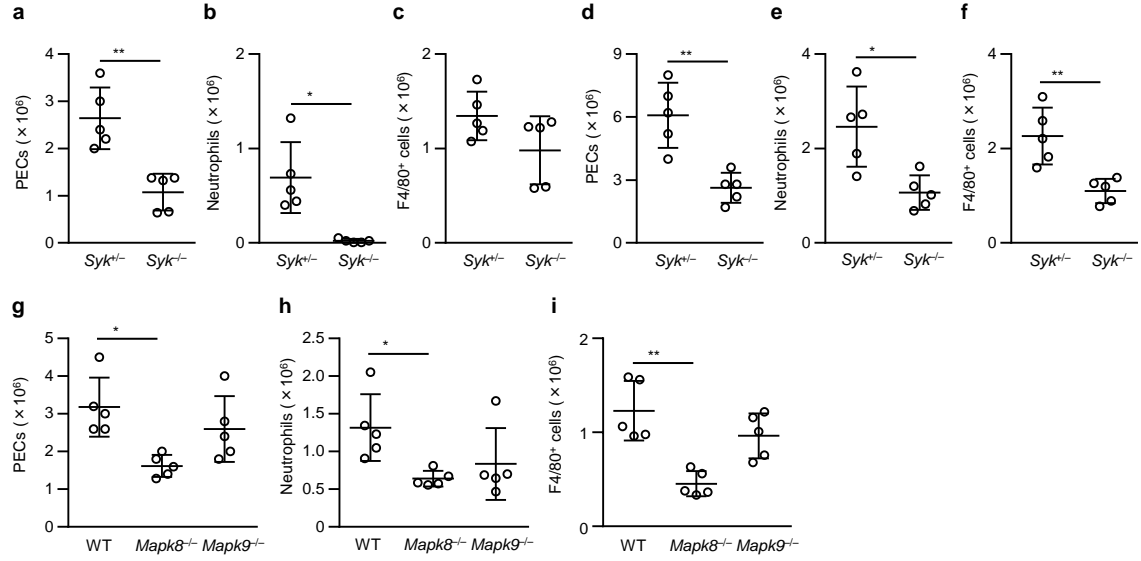 a
PECs (×10⁶)
4
3
2
1
0
**
Syk⁺/⁻ Syk⁻/⁻
b
Neutrophils (×10⁶)
2
1
0
*
Syk⁺/⁻ Syk⁻/⁻
c
F4/80⁺ cells (×10⁶)
2
1
0
Syk⁺/⁻ Syk⁻/⁻
d
PECs (×10⁶)
9
6
3
0
**
Syk⁺/⁻ Syk⁻/⁻
e
Neutrophils (×10⁶)
4
2
0
*
Syk⁺/⁻ Syk⁻/⁻
f
F4/80⁺ cells (×10⁶)
4
2
0
**
Syk⁺/⁻ Syk⁻/⁻
g
PECs (×10⁶)
5
4
3
2
1
0
*
WT Mapk8⁻/⁻ Mapk9⁻/⁻
h
Neutrophils (×10⁶)
2.5
2.0
1.5
1.0
0.5
0
*
WT Mapk8⁻/⁻ Mapk9⁻/⁻
i
F4/80⁺ cells (×10⁶)
2
1
0
**
WT Mapk8⁻/⁻ Mapk9⁻/⁻